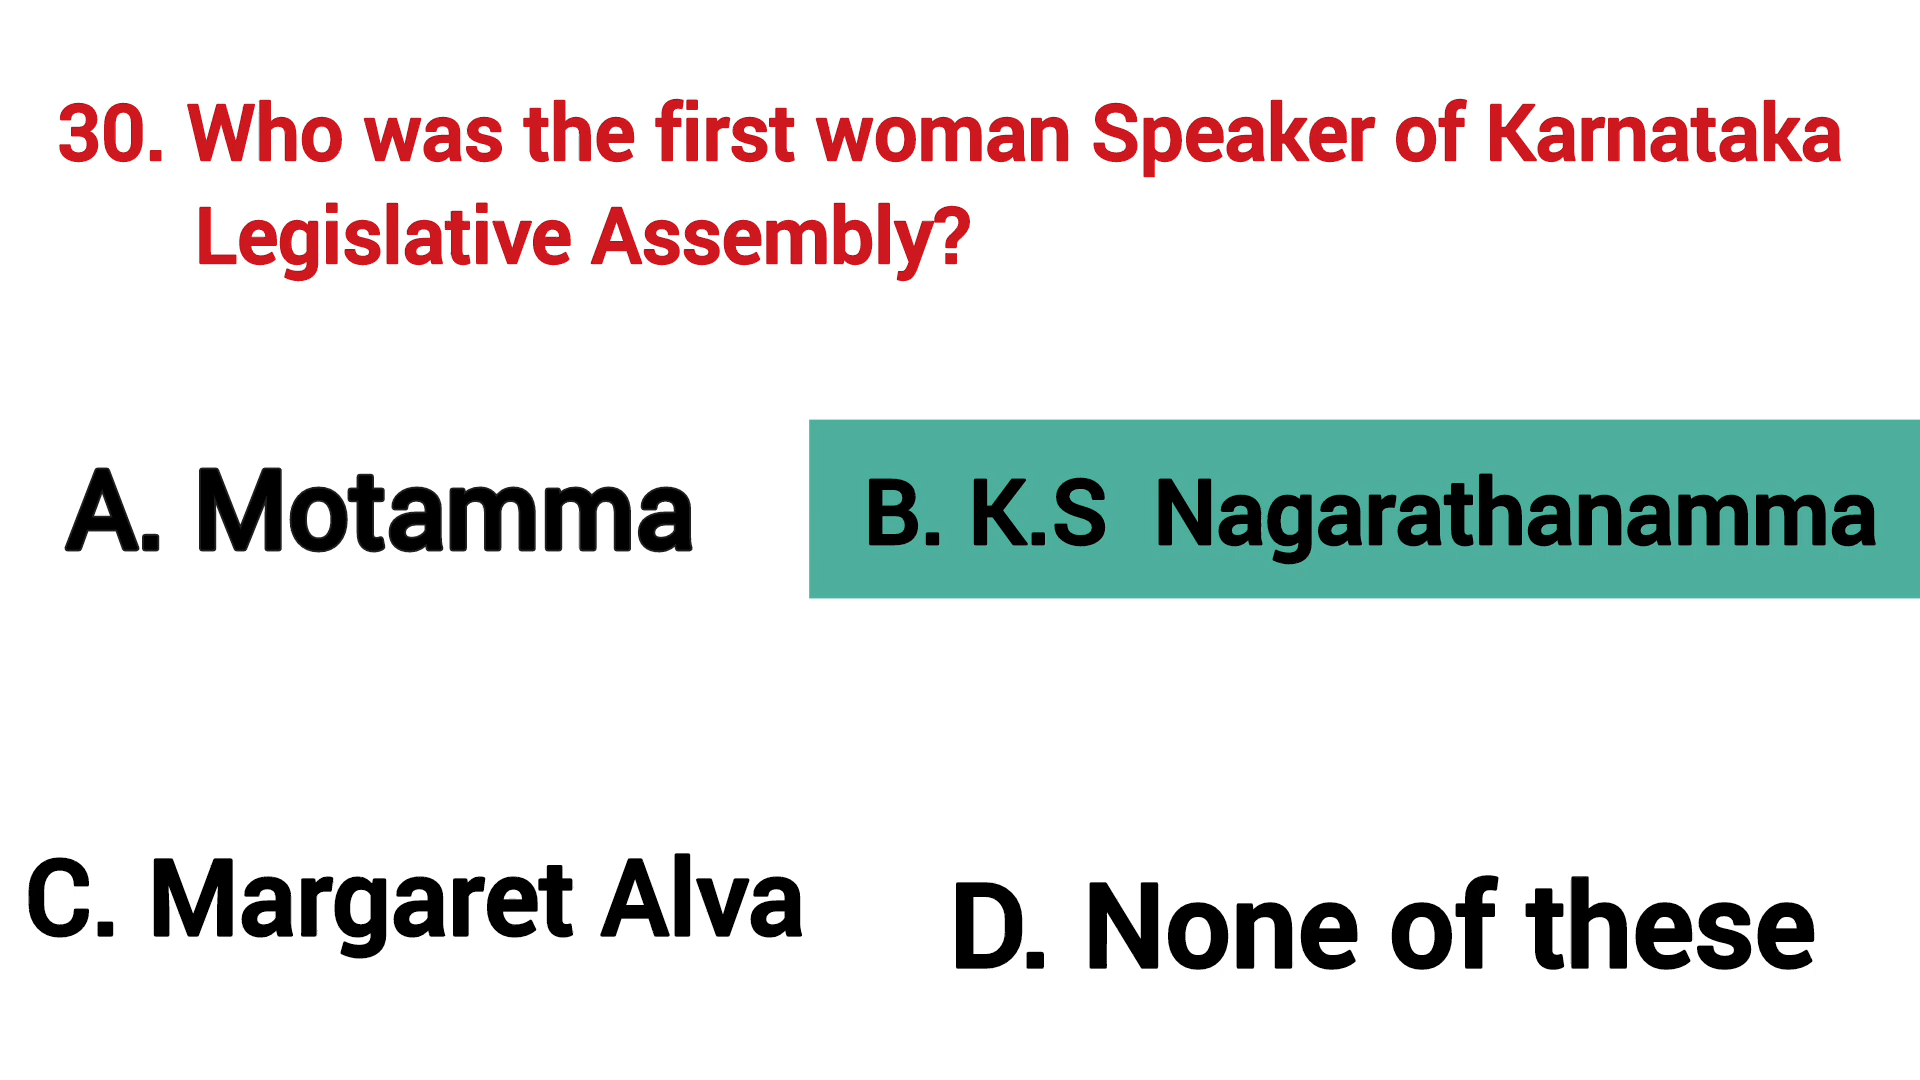 30. Who was the first woman Speaker of Karnataka
Legislative Assembly?
A. Motamma
B. K.S Nagarathanamma
C. Margaret Alva
D. None of these